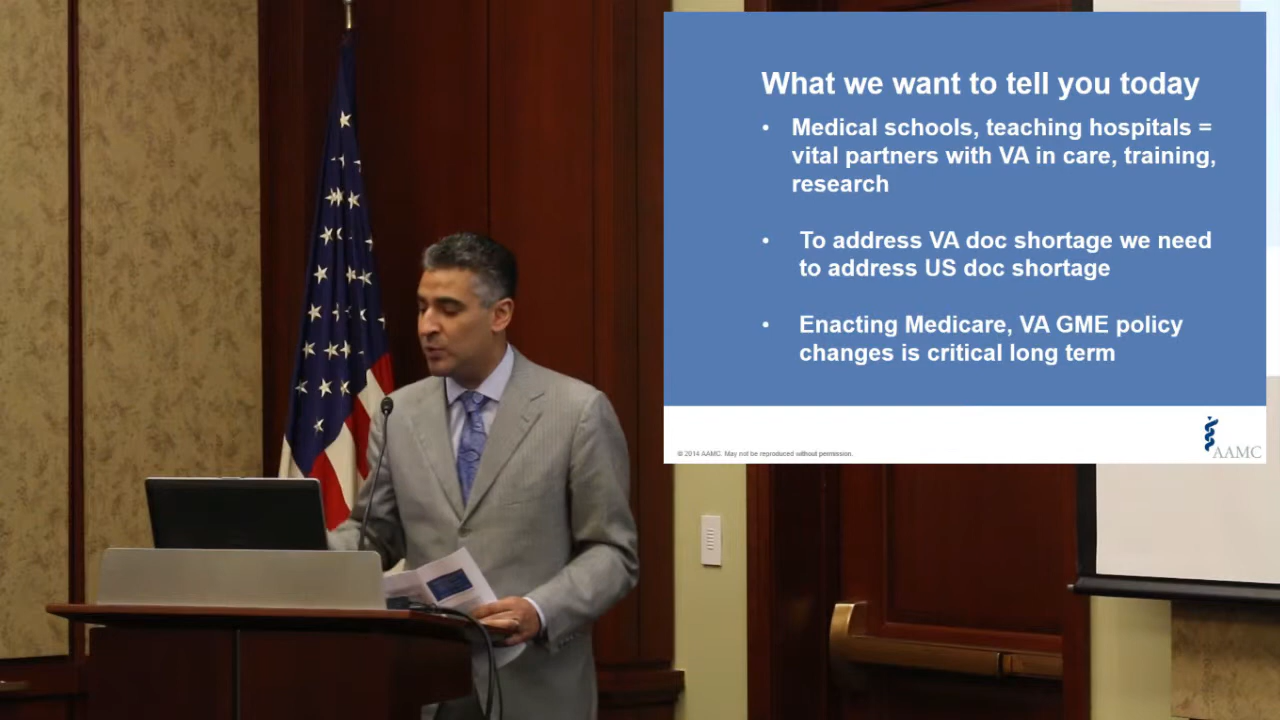 What we want to tell you today
• Medical schools, teaching hospitals =
vital partners with VA in care, training,
research
• To address VA doc shortage we need
to address US doc shortage
• Enacting Medicare, VA GME policy
changes is critical long term
© 2014 AAMC. May not be reproduced without permission.
AAMC